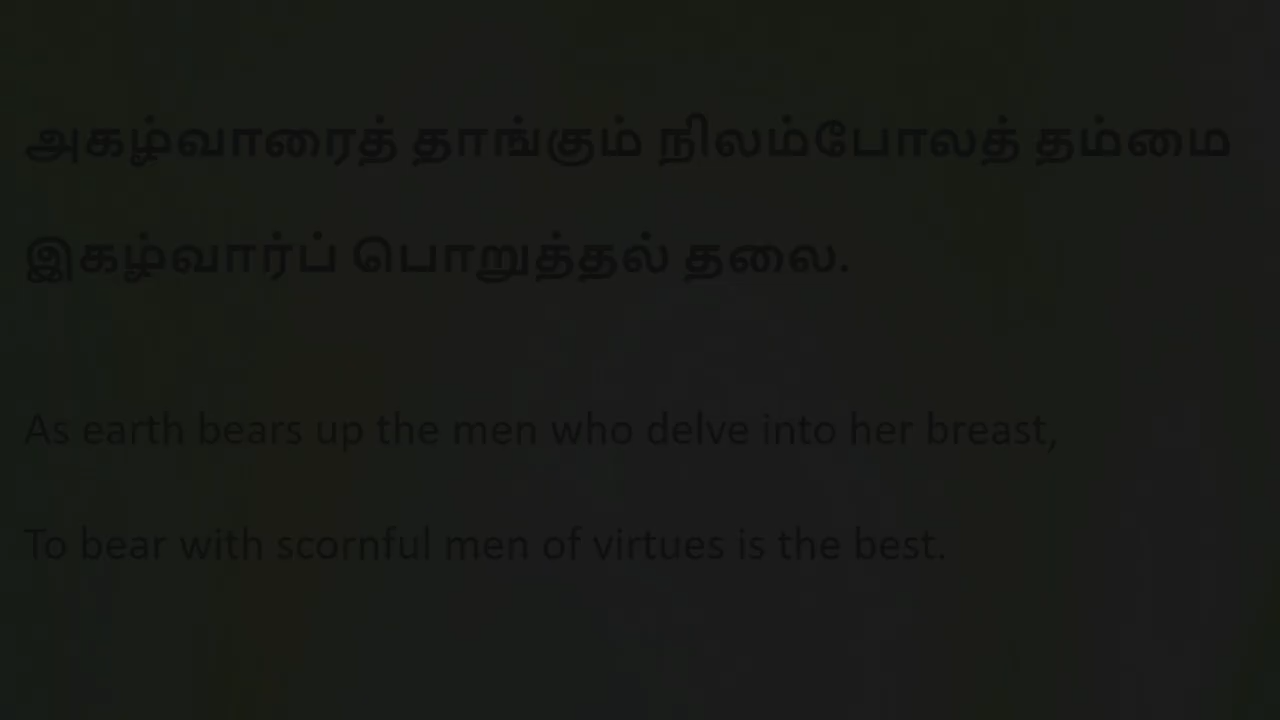 அகழ்வாரைத் தாங்கும் நிலம்போலத் தம்மை
இகழ்வார்ப் பொறுத்தல் தலை.
As earth bears up the men who delve into her breast,
To bear with scornful men of virtues is the best.